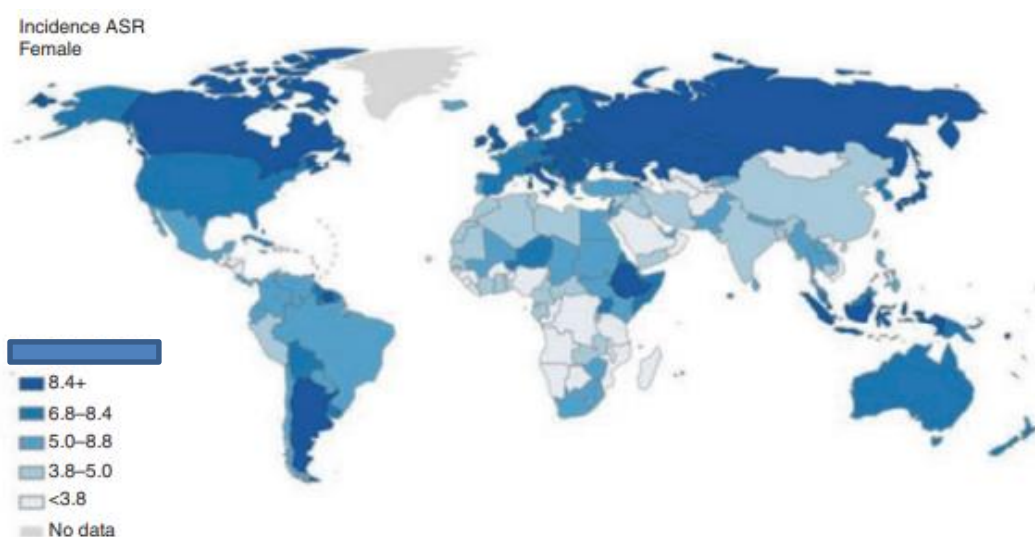 Incidence ASR
Female
8.4+
6.8–8.4
5.0–8.8
3.8–5.0
<3.8
No data